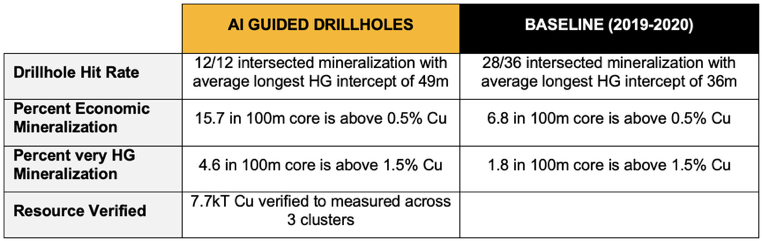 AI GUIDED DRILLHOLES
BASELINE (2019-2020)
Drillhole Hit Rate
12/12 intersected mineralization with
average longest HG intercept of 49m
28/36 intersected mineralization with
average longest HG intercept of 36m
Percent Economic
Mineralization
15.7 in 100m core is above 0.5% Cu
6.8 in 100m core is above 0.5% Cu
Percent very HG
Mineralization
4.6 in 100m core is above 1.5% Cu
1.8 in 100m core is above 1.5% Cu
Resource Verified
7.7kT Cu verified to measured across
3 clusters